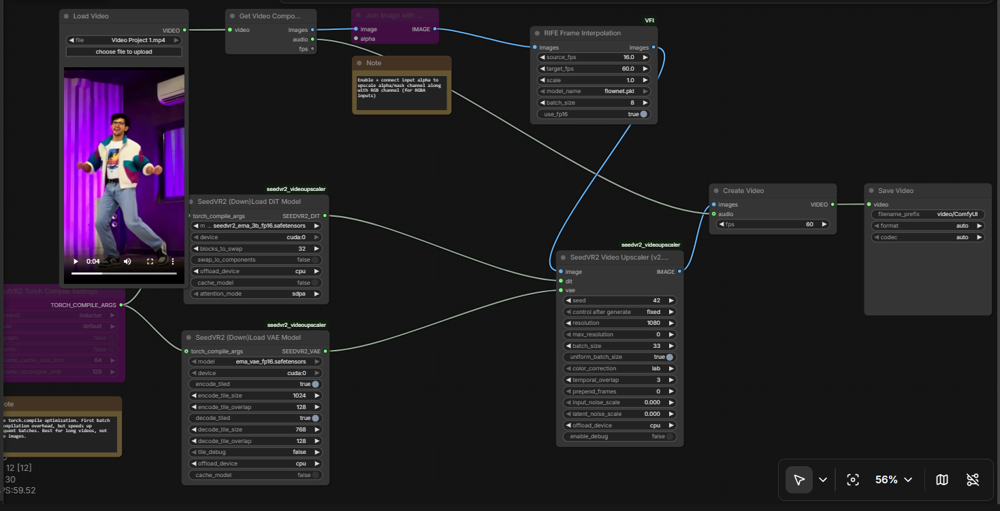 Load Video
VIDEO
file Video Project 1.mp4
choose file to upload
0:04
Get Video Compo...
video images
audio
fps
Join Image with ...
image IMAGE
alpha
Note
Enable + connect input alpha to
upscale alpha/mask channel along
with RGB channel (for RGBA
inputs)
VFI
RIFE Frame Interpolation
images images
source_fps 16.0
target_fps 60.0
scale 1.0
model_name flownet.pkl
batch_size 8
use_fp16 true
seedvr2_videoupscaler
SeedVR2 (Down)Load DiT Model
torch_compile_args SEEDVR2_DIT
m ... seedvr2_ema_3b_fp16.safetensors
device cuda:0
blocks_to_swap 32
swap_io_components false
offload_device cpu
cache_model false
attention_mode sdpa
edVR2 Torch Compile Settings
TORCH_COMPILE_ARGS
ckend inductor
de default
graph false
amic false
namo_cache_size_limit 64
namo_recompile_limit 128
seedvr2_videoupscaler
SeedVR2 (Down)Load VAE Model
torch_compile_args SEEDVR2_VAE
model ema_vae_fp16.safetensors
device cuda:0
encode_tiled true
encode_tile_size 1024
encode_tile_overlap 128
decode_tiled true
decode_tile_size 768
decode_tile_overlap 128
tile_debug false
offload_device cpu
cache_model false
ote
e torch.compile optimization. First batch
ompilation overhead, but speeds up
quent batches. Best for long videos, not
e images.
12 [12]
30
PS:59.52
seedvr2_videoupscaler
SeedVR2 Video Upscaler (v2....
image IMAGE
dit
vae
seed 42
control after generate fixed
resolution 1080
max_resolution 0
batch_size 33
uniform_batch_size true
color_correction lab
temporal_overlap 3
prepend_frames 0
input_noise_scale 0.000
latent_noise_scale 0.000
offload_device cpu
enable_debug false
Create Video
images VIDEO
audio
fps 60
Save Video
video
filename_prefix video/ComfyUI
format auto
codec auto
56%